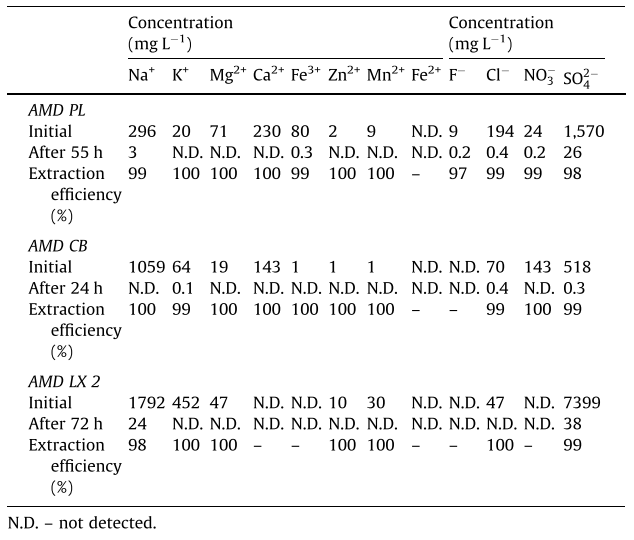 Concentration Concentration
(mg L−1) (mg L−1)
Na+ K+ Mg2+ Ca2+ Fe3+ Zn2+ Mn2+ Fe2+ F− Cl− NO3− SO42−
AMD PL
Initial 296 20 71 230 80 2 9 N.D. 9 194 24 1,570
After 55 h 3 N.D. N.D. N.D. 0.3 N.D. N.D. N.D. 0.2 0.4 0.2 26
Extraction 99 100 100 100 99 100 100 – 97 99 99 98
efficiency
(%)
AMD CB
Initial 1059 64 19 143 1 1 1 N.D. N.D. 70 143 518
After 24 h N.D. 0.1 N.D. N.D. N.D. N.D. N.D. N.D. N.D. 0.4 N.D. 0.3
Extraction 100 99 100 100 100 100 100 – – 99 100 99
efficiency
(%)
AMD LX 2
Initial 1792 452 47 N.D. N.D. 10 30 N.D. N.D. 47 N.D. 7399
After 72 h 24 N.D. N.D. N.D. N.D. N.D. N.D. N.D. N.D. N.D. N.D. 38
Extraction 98 100 100 – – 100 100 – – 100 – 99
efficiency
(%)
N.D. – not detected.